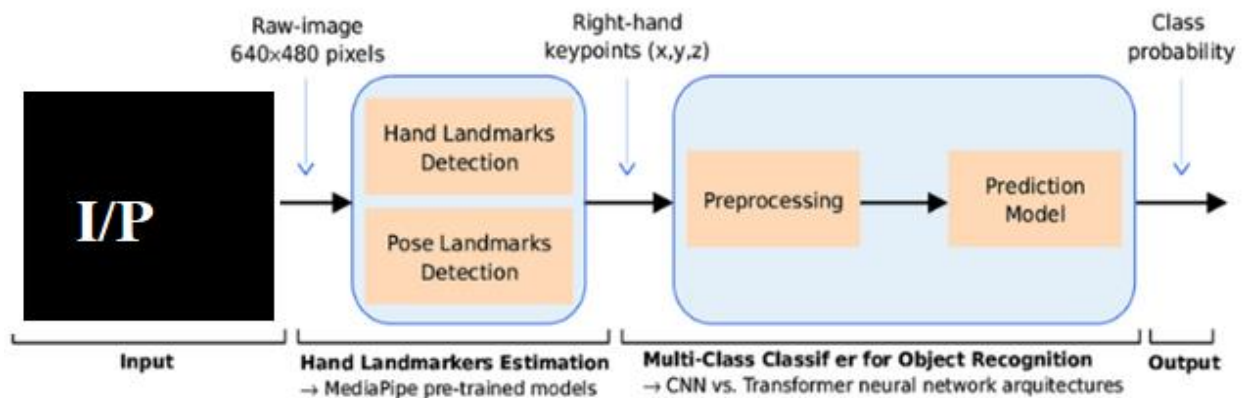 Raw-image
640×480 pixels
Right-hand
keypoints (x,y,z)
Class
probability
I/P
Hand Landmarks
Detection
Pose Landmarks
Detection
Preprocessing
Prediction
Model
Input
Hand Landmarkers Estimation
→ MediaPipe pre-trained models
Multi-Class Classif er for Object Recognition
→ CNN vs. Transformer neural network arquitectures
Output